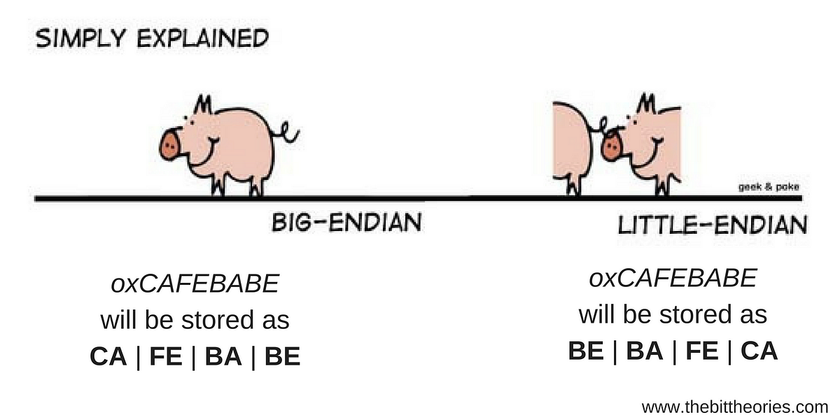 SIMPLY EXPLAINED
geek & poke
BIG-ENDIAN
LITTLE-ENDIAN
oxCAFEBABE
will be stored as
CA | FE | BA | BE
oxCAFEBABE
will be stored as
BE | BA | FE | CA
www.thebittheories.com